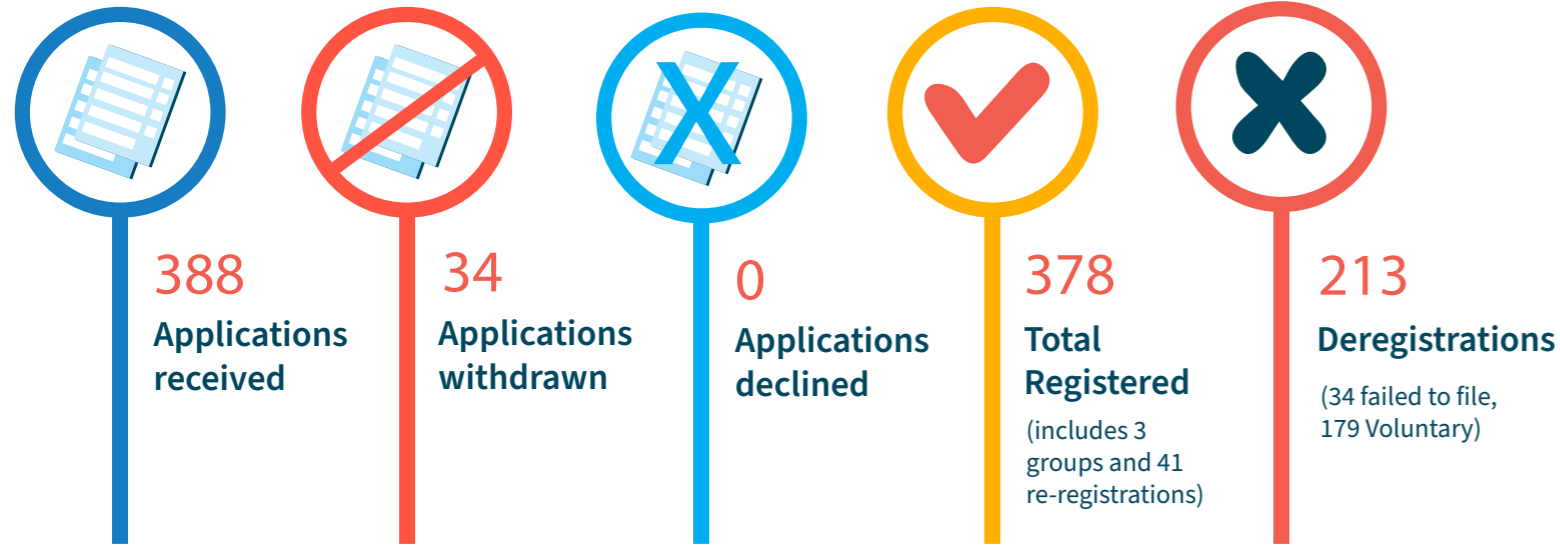 388
Applications
received
34
Applications
withdrawn
0
Applications
declined
378
Total
Registered
(includes 3
groups and 41
re-registrations)
213
Deregistrations
(34 failed to file,
179 Voluntary)